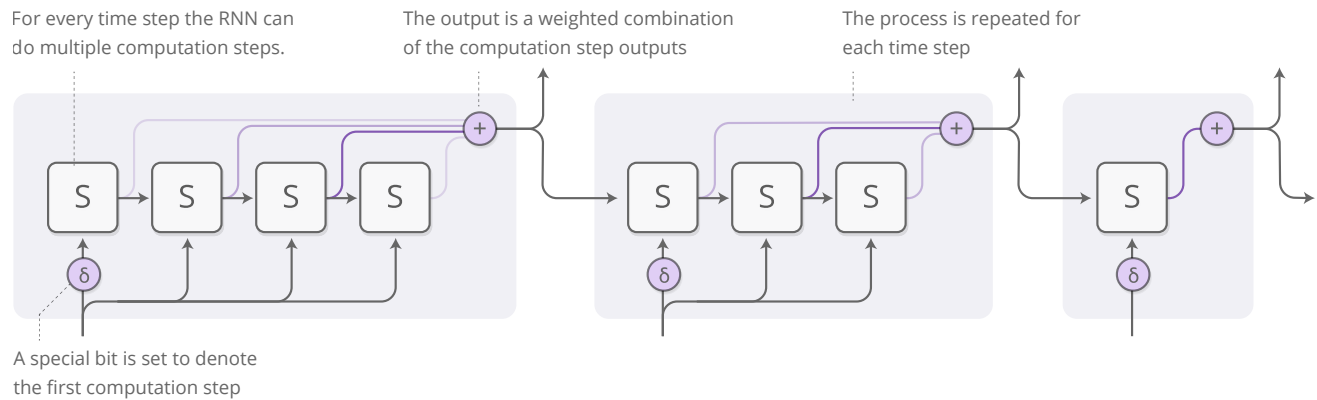 For every time step the RNN can
do multiple computation steps.
The output is a weighted combination
of the computation step outputs
The process is repeated for
each time step
+
+
+
S
S
S
S
S
S
S
S
δ
δ
δ
A special bit is set to denote
the first computation step